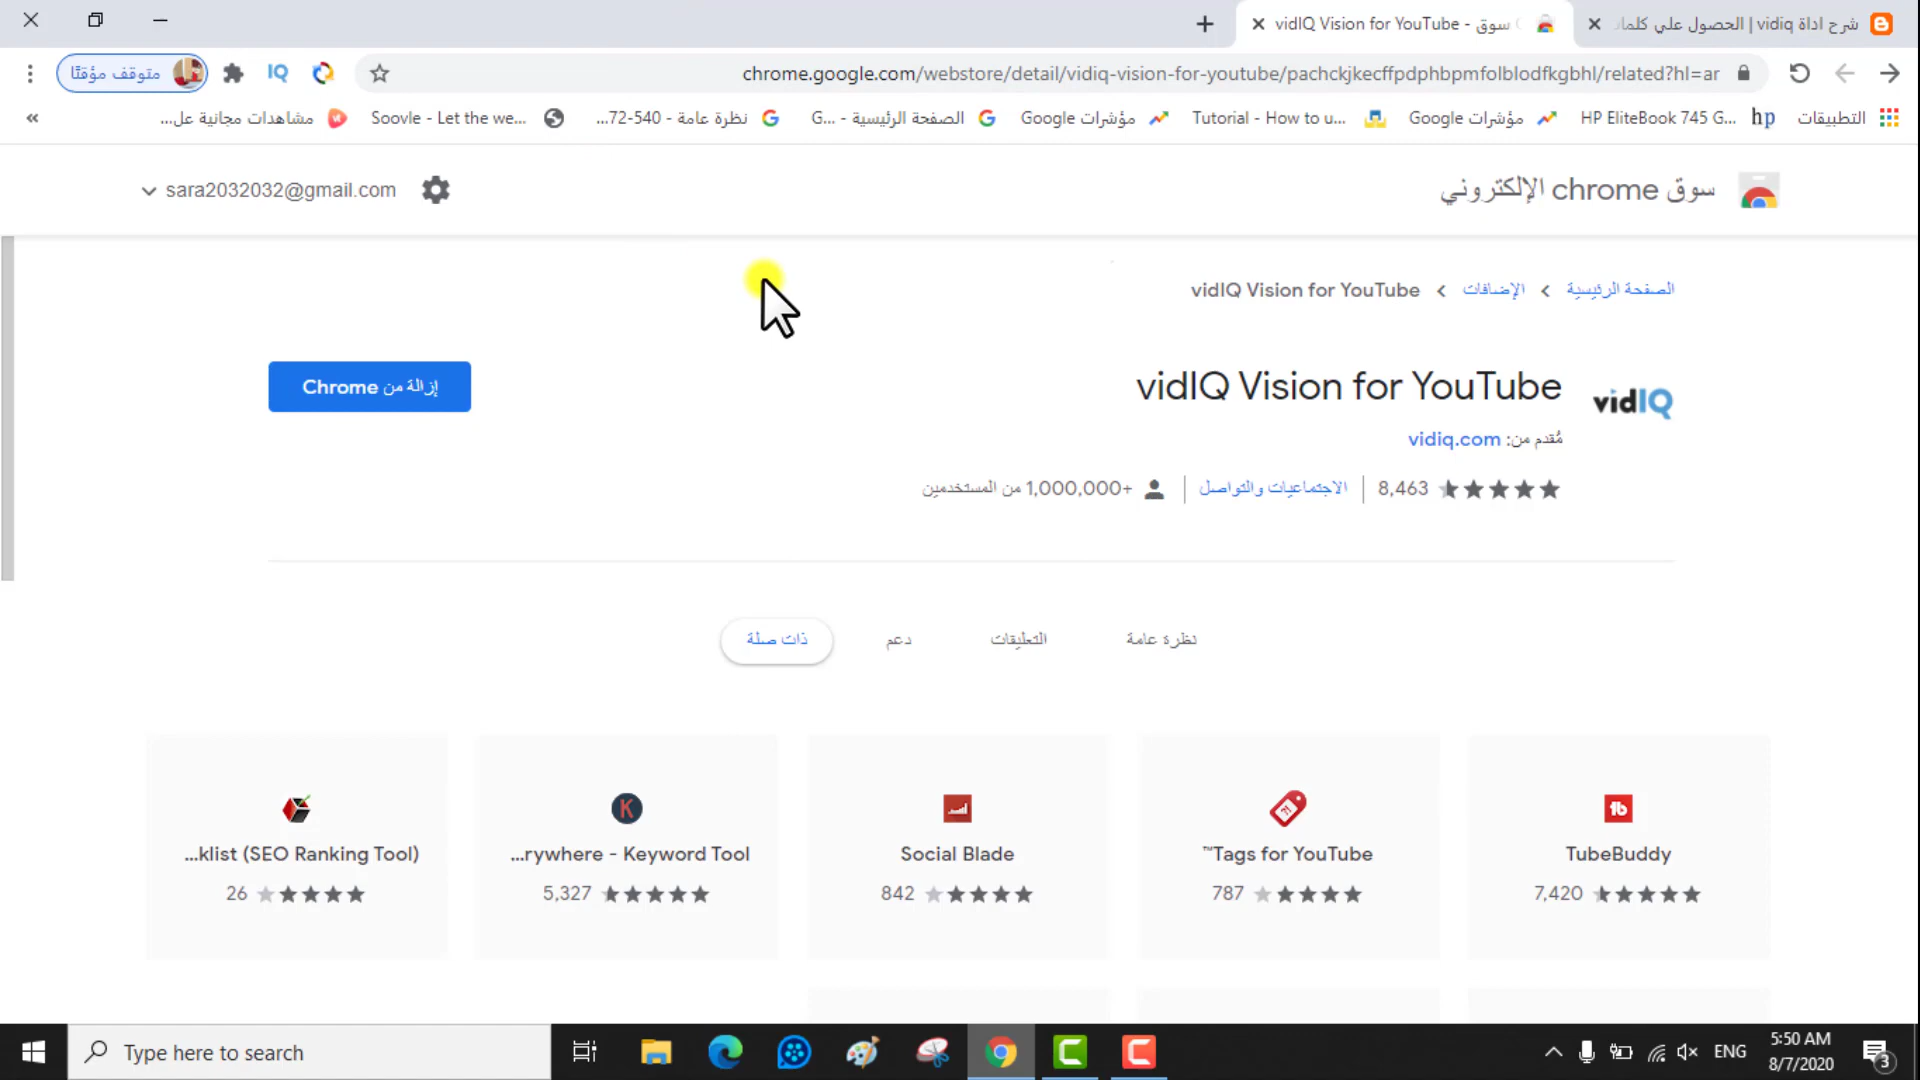 شرح اداة vidiq | الحصول علي كلمات
vidIQ Vision for YouTube - سوق
chrome.google.com/webstore/detail/vidiq-vision-for-youtube/pachckjkecffpdphbpmfolblodfkgbhl/related?hl=ar
IQ
متوقف مؤقتًا
التطبيقات
hp HP EliteBook 745 G...
مؤشرات Google
Tutorial - How to u...
مؤشرات Google
الصفحة الرئيسية - G...
نظرة عامة - 540-72...
Soovle - Let the we...
مشاهدات مجانية عل...
سوق chrome الإلكتروني
sara2032032@gmail.com
الصفحة الرئيسية
الإضافات
vidIQ Vision for YouTube
vidIQ
vidIQ Vision for YouTube
إزالة من Chrome
مُقدم من: vidiq.com
8,463
الاجتماعيات والتواصل
+1,000,000 من المستخدمين
نظرة عامة
التعليقات
دعم
ذات صلة
TubeBuddy
7,420
Tags for YouTube™
787
Social Blade
842
K
...rywhere - Keyword Tool
5,327
...klist (SEO Ranking Tool)
26
Type here to search
ENG
5:50 AM
8/7/2020
3